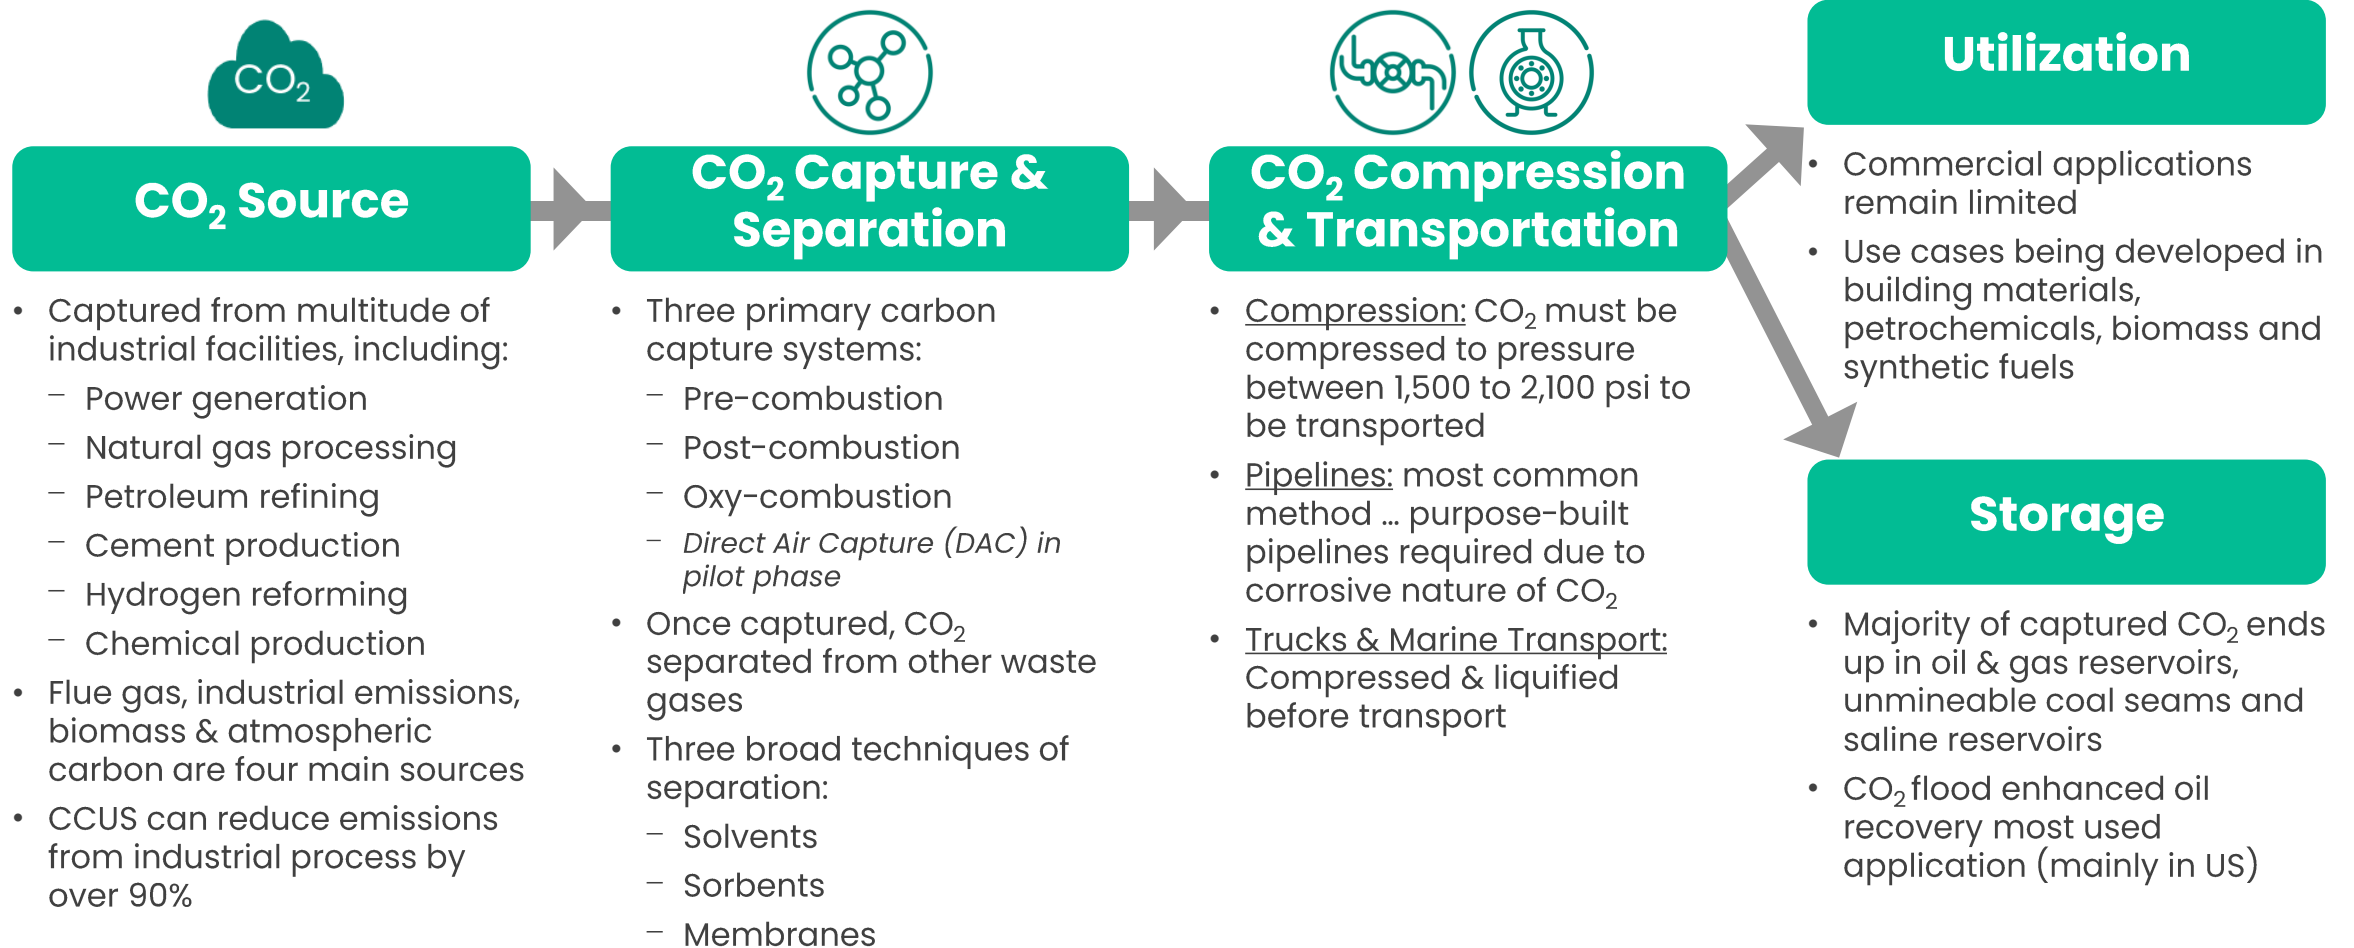 CO₂
CO₂ Source
• Captured from multitude of
industrial facilities, including:
– Power generation
– Natural gas processing
– Petroleum refining
– Cement production
– Hydrogen reforming
– Chemical production
• Flue gas, industrial emissions,
biomass & atmospheric
carbon are four main sources
• CCUS can reduce emissions
from industrial process by
over 90%
CO₂ Capture &
Separation
• Three primary carbon
capture systems:
– Pre-combustion
– Post-combustion
– Oxy-combustion
– Direct Air Capture (DAC) in
pilot phase
• Once captured, CO₂
separated from other waste
gases
• Three broad techniques of
separation:
– Solvents
– Sorbents
– Membranes
CO₂ Compression
& Transportation
• Compression: CO₂ must be
compressed to pressure
between 1,500 to 2,100 psi to
be transported
• Pipelines: most common
method … purpose-built
pipelines required due to
corrosive nature of CO₂
• Trucks & Marine Transport:
Compressed & liquified
before transport
Utilization
• Commercial applications
remain limited
• Use cases being developed in
building materials,
petrochemicals, biomass and
synthetic fuels
Storage
• Majority of captured CO₂ ends
up in oil & gas reservoirs,
unmineable coal seams and
saline reservoirs
• CO₂ flood enhanced oil
recovery most used
application (mainly in US)